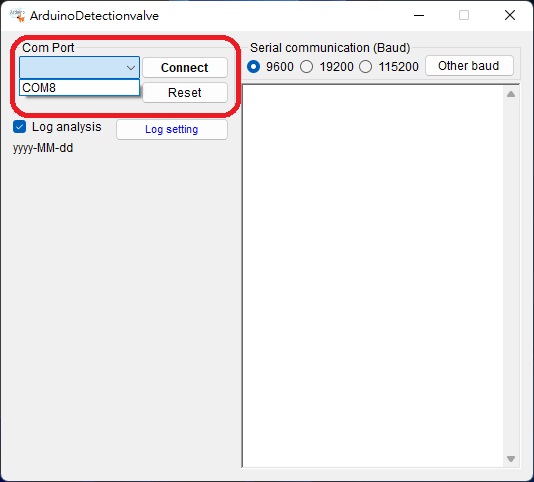 ArduinoDetectionvalve
Com Port
Connect
COM8
Reset
Log analysis
Log setting
yyyy-MM-dd
Serial communication (Baud)
9600 19200 115200 Other baud